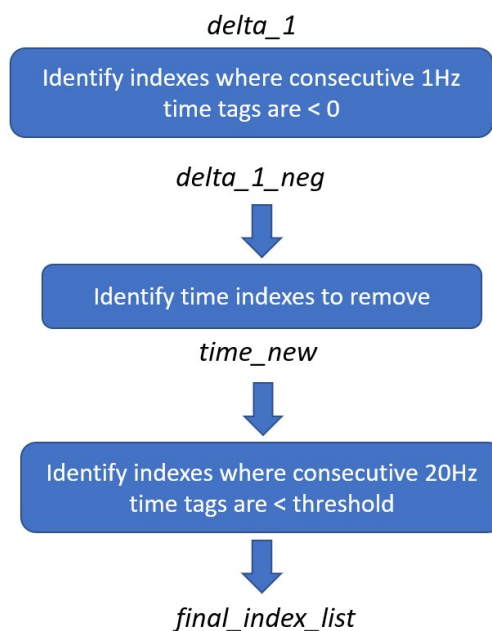 delta_1
Identify indexes where consecutive 1Hz
time tags are < 0
delta_1_neg
Identify time indexes to remove
time_new
Identify indexes where consecutive 20Hz
time tags are < threshold
final_index_list